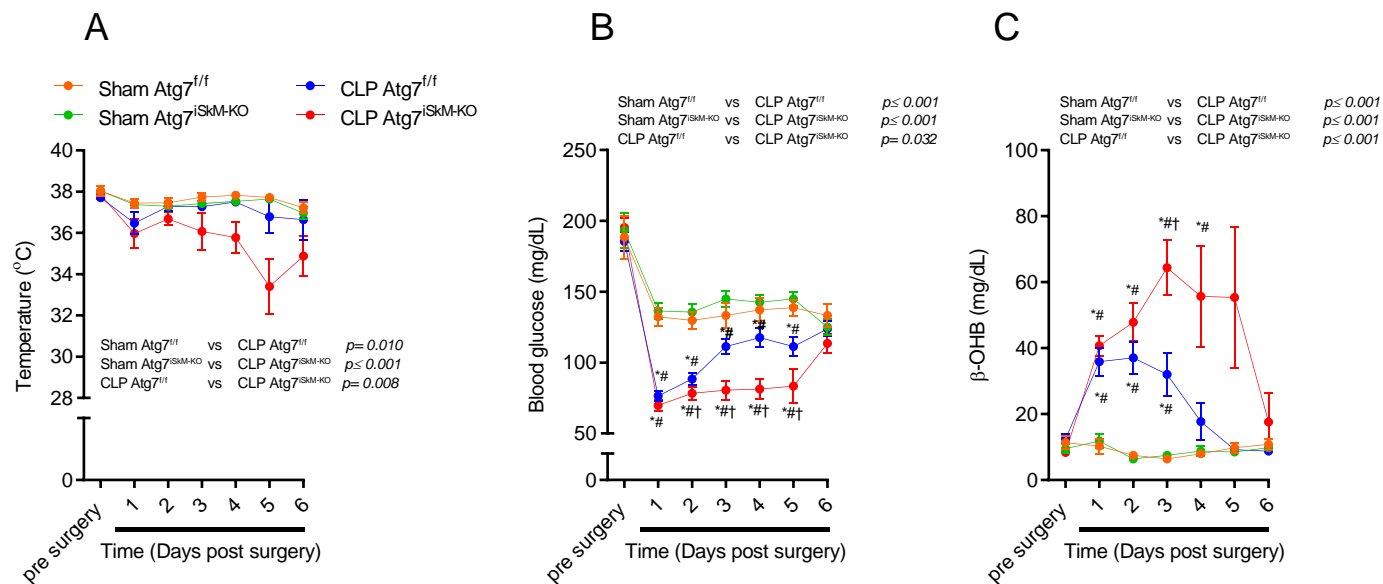 A
B
C
Sham Atg7f/f
CLP Atg7f/f
Sham Atg7iSkM-KO
CLP Atg7iSkM-KO
40
38
36
34
32
30
28
0
Temperature (°C)
Sham Atg7f/f vs CLP Atg7f/f p= 0.010
Sham Atg7iSkM-KO vs CLP Atg7iSkM-KO p≤ 0.001
CLP Atg7f/f vs CLP Atg7iSkM-KO p= 0.008
pre surgery 1 2 3 4 5 6
Time (Days post surgery)
Sham Atg7f/f vs CLP Atg7f/f p≤ 0.001
Sham Atg7iSkM-KO vs CLP Atg7iSkM-KO p≤ 0.001
CLP Atg7f/f vs CLP Atg7iSkM-KO p= 0.032
250
200
150
100
50
0
Blood glucose (mg/dL)
*# *# *# *# *#
*# *#† *#† *#† *#†
pre surgery 1 2 3 4 5 6
Time (Days post surgery)
Sham Atg7f/f vs CLP Atg7f/f p≤ 0.001
Sham Atg7iSkM-KO vs CLP Atg7iSkM-KO p≤ 0.001
CLP Atg7f/f vs CLP Atg7iSkM-KO p≤ 0.001
100
80
60
40
20
0
β-OHB (mg/dL)
*# *# *#† *#
*# *# *#
pre surgery 1 2 3 4 5 6
Time (Days post surgery)